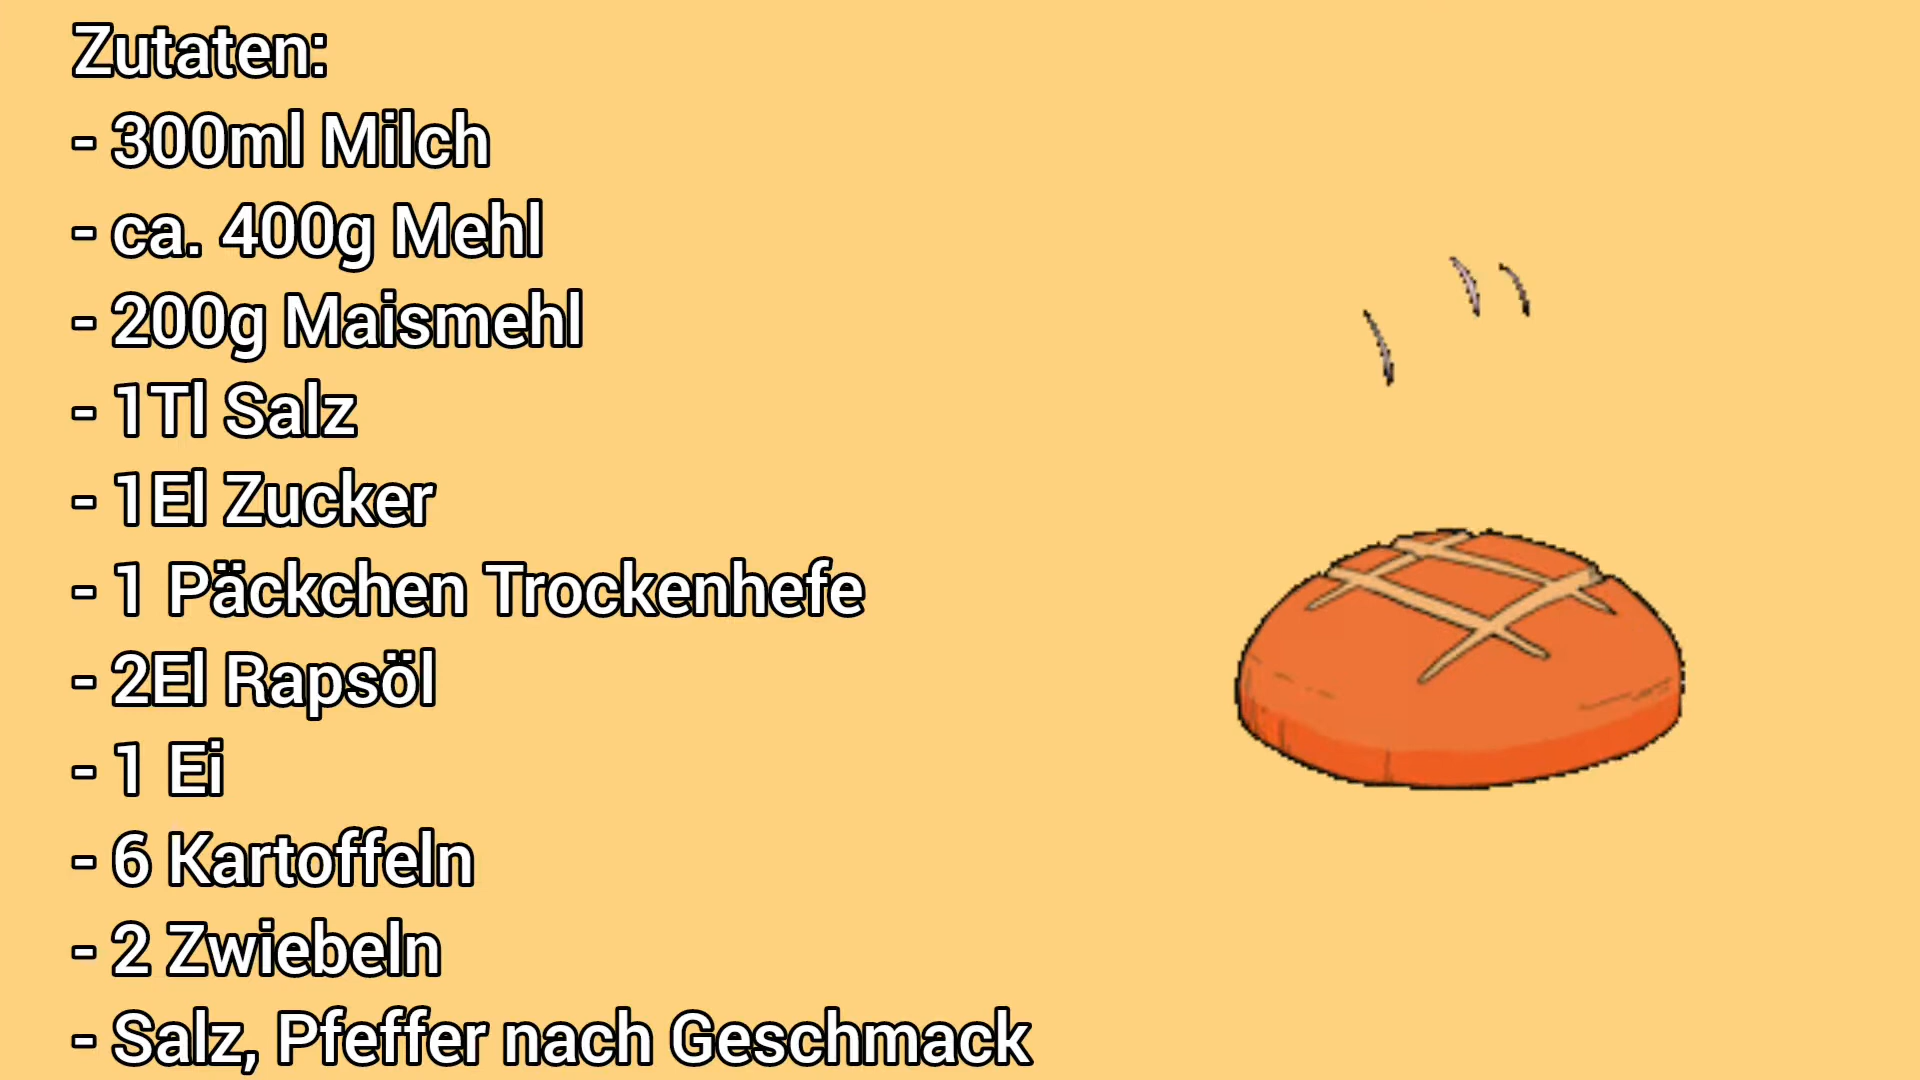 Zutaten:
- 300ml Milch
- ca. 400g Mehl
- 200g Maismehl
- 1Tl Salz
- 1El Zucker
- 1 Päckchen Trockenhefe
- 2El Rapsöl
- 1 Ei
- 6 Kartoffeln
- 2 Zwiebeln
- Salz, Pfeffer nach Geschmack